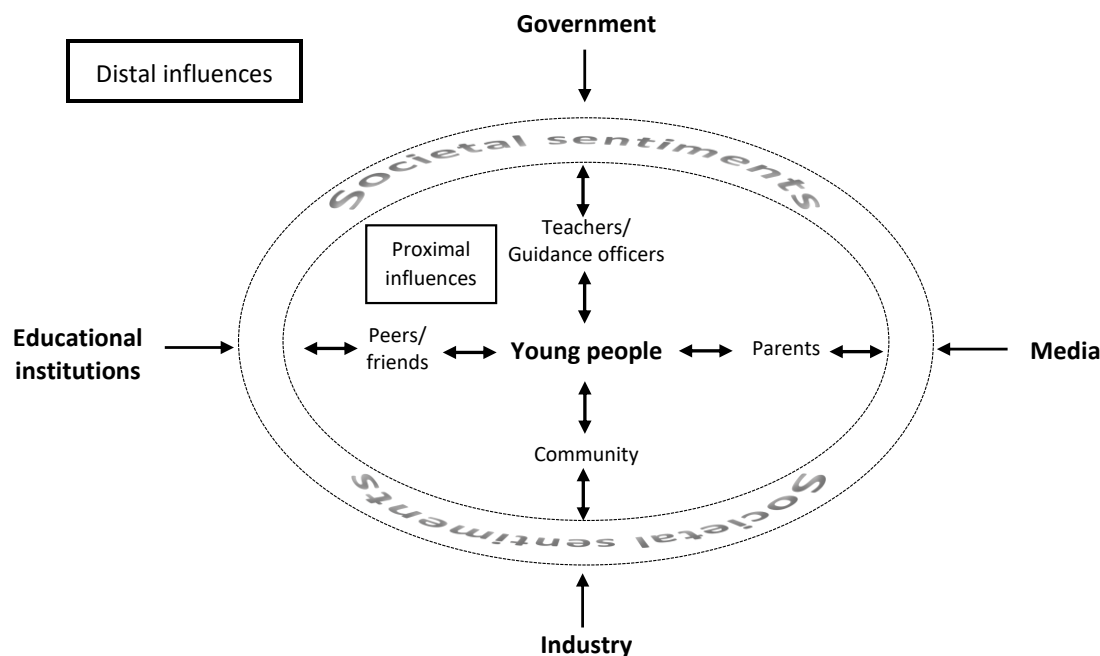 Government
Distal influences
Societal sentiments
Teachers/
Guidance officers
Proximal
influences
Educational
institutions
Peers/
friends
Young people
Parents
Media
Community
Societal sentiments
Industry